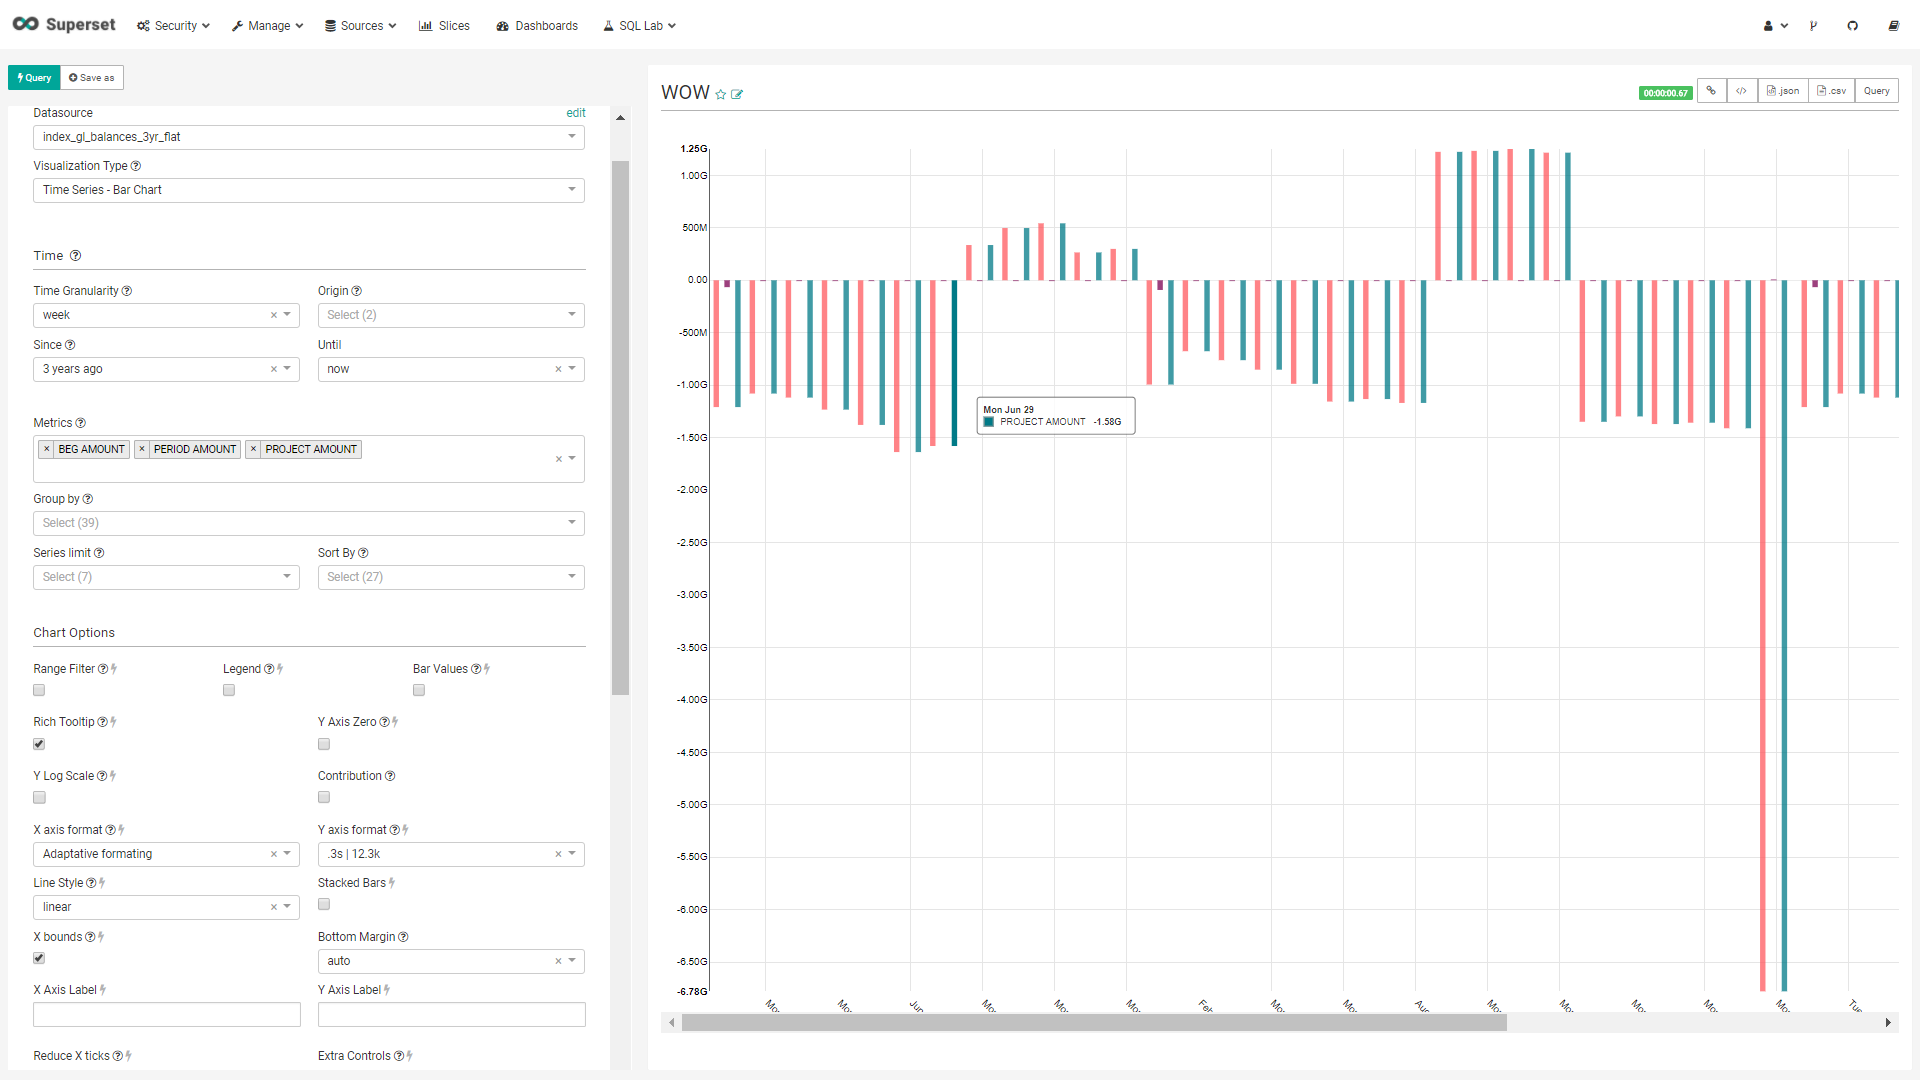 Superset Security Manage Sources Slices Dashboards SQL Lab
Query Save as
Datasource edit
index_gl_balances_3yr_flat
Visualization Type
Time Series - Bar Chart
Time
Time Granularity Origin
week Select (2)
Since Until
3 years ago now
Metrics
× BEG AMOUNT × PERIOD AMOUNT × PROJECT AMOUNT
Group by
Select (39)
Series limit Sort By
Select (7) Select (27)
Chart Options
Range Filter Legend Bar Values
Rich Tooltip Y Axis Zero
Y Log Scale Contribution
X axis format Y axis format
Adaptative formating .3s | 12.3k
Line Style Stacked Bars
linear
X bounds Bottom Margin
auto
X Axis Label Y Axis Label
Reduce X ticks Extra Controls
WOW 00:00:00.67 </> .json .csv Query
1.25G
1.00G
500M
0.00
-500M
-1.00G
Mon Jun 29
PROJECT AMOUNT -1.58G
-1.50G
-2.00G
-2.50G
-3.00G
-3.50G
-4.00G
-4.50G
-5.00G
-5.50G
-6.00G
-6.50G
-6.78G